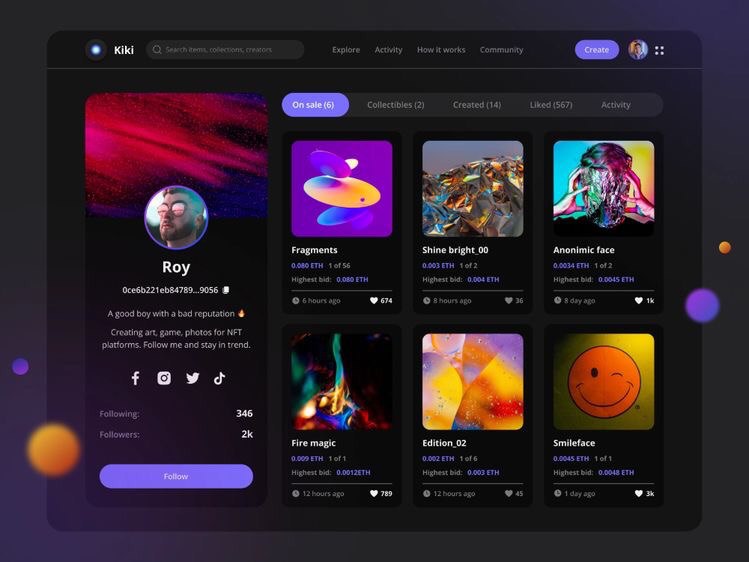 Kiki
Search items, collections, creators
Explore Activity How it works Community
Create
On sale (6) Collectibles (2) Created (14) Liked (567) Activity
Roy
0ce6b221eb84789...9056
A good boy with a bad reputation 🔥
Creating art, game, photos for NFT
platforms. Follow me and stay in trend.
Following: 346
Followers: 2k
Follow
Fragments
0.080 ETH 1 of 56
Highest bid: 0.080 ETH
6 hours ago 674
Shine bright_00
0.003 ETH 1 of 2
Highest bid: 0.004 ETH
8 hours ago 36
Anonimic face
0.0034 ETH 1 of 2
Highest bid: 0.0045 ETH
8 day ago 1k
Fire magic
0.009 ETH 1 of 1
Highest bid: 0.0012ETH
12 hours ago 789
Edition_02
0.002 ETH 1 of 6
Highest bid: 0.003 ETH
12 hours ago 45
Smileface
0.0045 ETH 1 of 1
Highest bid: 0.0048 ETH
1 day ago 3k